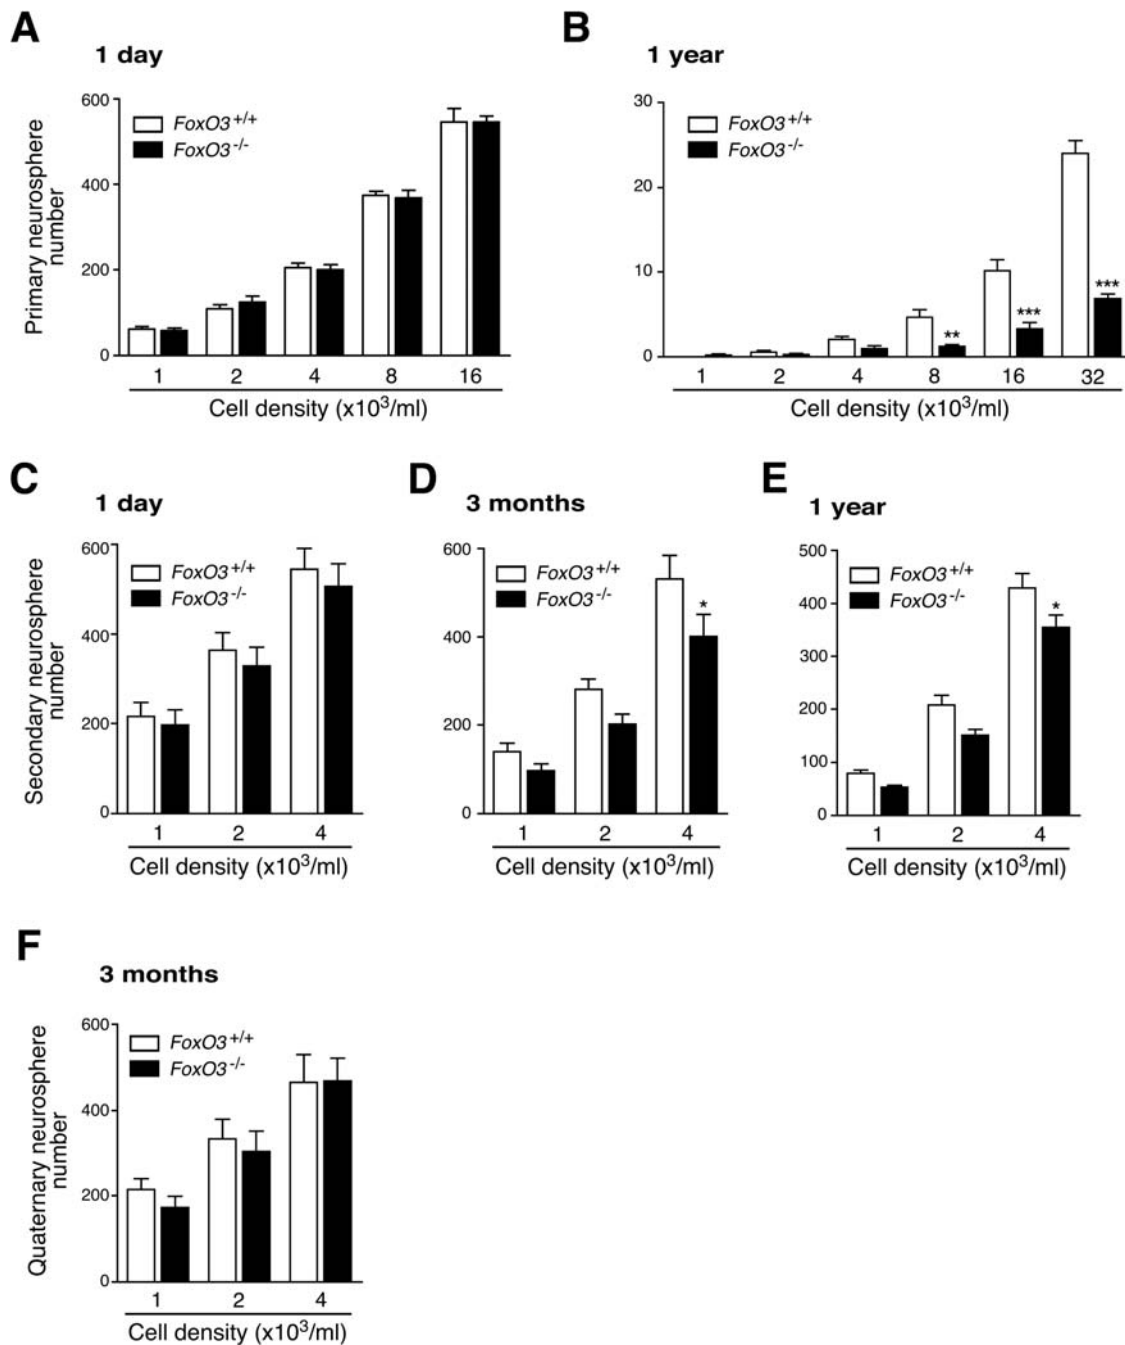 A
1 day
600
400
200
0
Primary neurosphere
number
FoxO3+/+
FoxO3-/-
1 2 4 8 16
Cell density (x10³/ml)
B
1 year
30
20
10
0
FoxO3+/+
FoxO3-/-
**
***
***
1 2 4 8 16 32
Cell density (x10³/ml)
C
1 day
600
400
200
0
Secondary neurosphere
number
FoxO3+/+
FoxO3-/-
1 2 4
Cell density (x10³/ml)
D
3 months
600
400
200
0
FoxO3+/+
FoxO3-/-
*
1 2 4
Cell density (x10³/ml)
E
1 year
500
400
300
200
100
0
FoxO3+/+
FoxO3-/-
*
1 2 4
Cell density (x10³/ml)
F
3 months
600
400
200
0
Quaternary neurosphere
number
FoxO3+/+
FoxO3-/-
1 2 4
Cell density (x10³/ml)